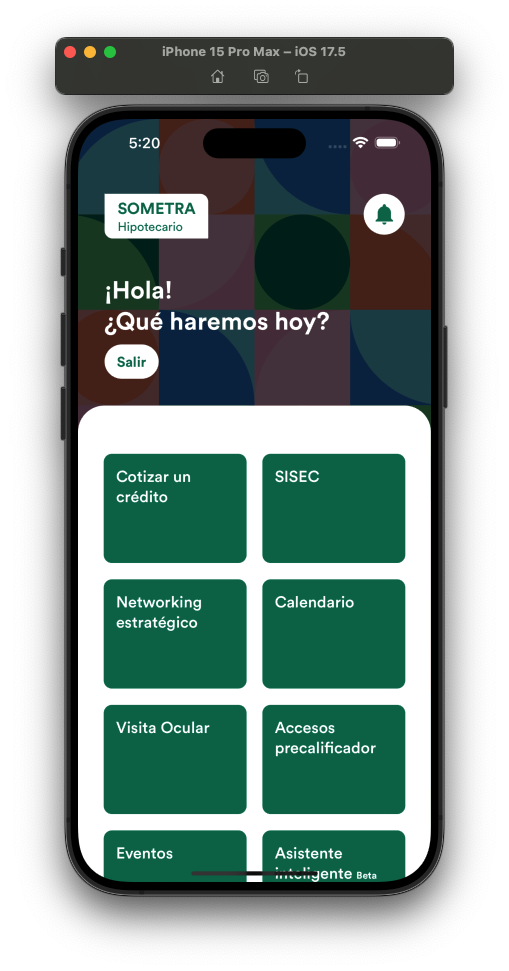 iPhone 15 Pro Max – iOS 17.5
5:20
SOMETRA
Hipotecario
¡Hola!
¿Qué haremos hoy?
Salir
Cotizar un
crédito
SISEC
Networking
estratégico
Calendario
Visita Ocular
Accesos
precalificador
Eventos
Asistente
inteligente Beta